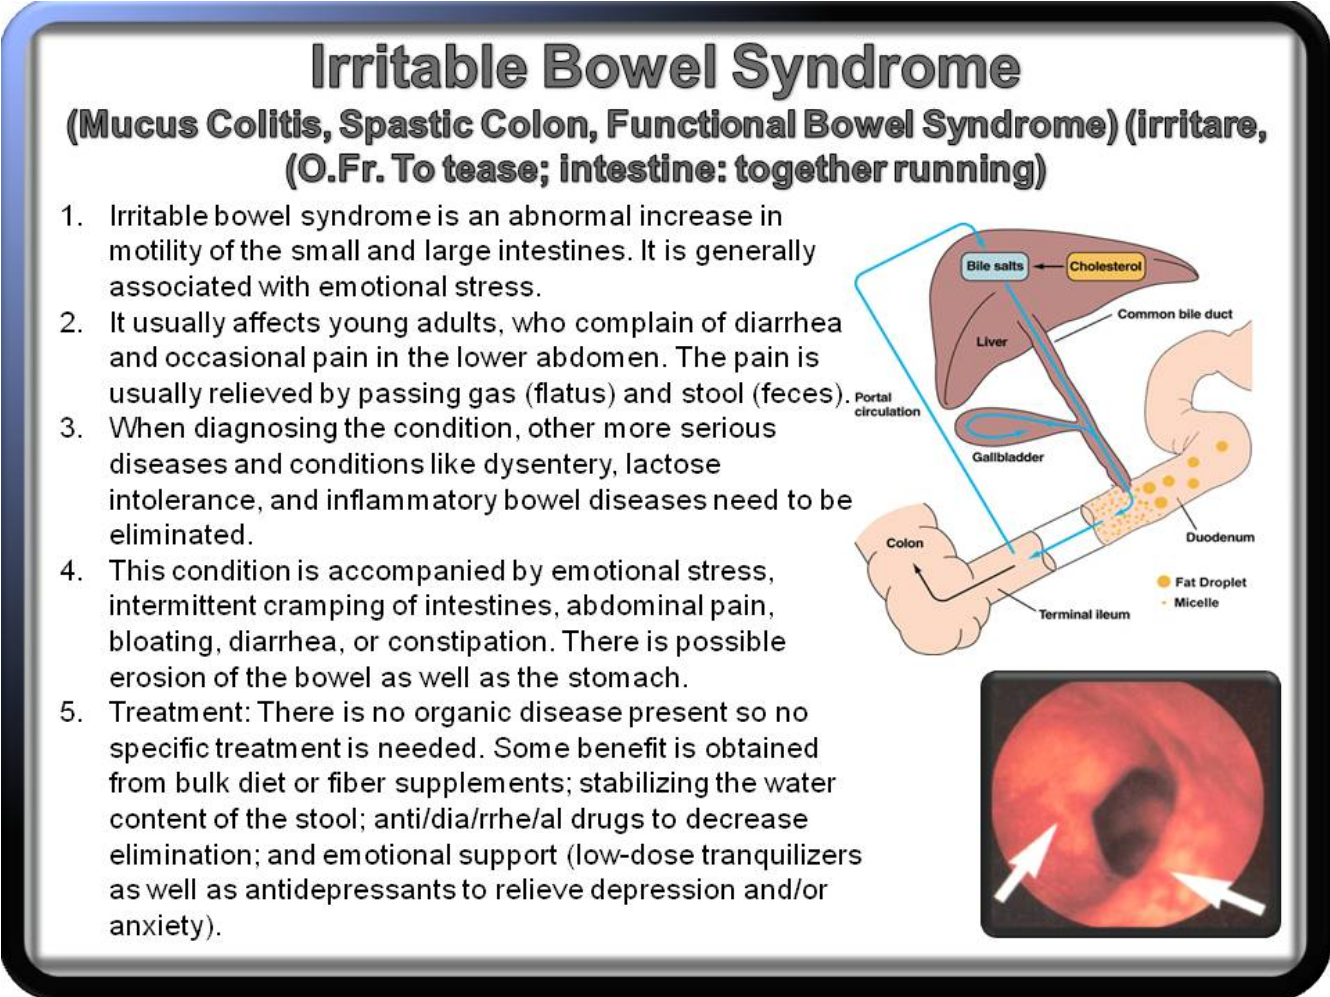 Irritable Bowel Syndrome
(Mucus Colitis, Spastic Colon, Functional Bowel Syndrome) (irritare,
(O.Fr. To tease; intestine: together running)
1. Irritable bowel syndrome is an abnormal increase in
motility of the small and large intestines. It is generally
associated with emotional stress.
2. It usually affects young adults, who complain of diarrhea
and occasional pain in the lower abdomen. The pain is
usually relieved by passing gas (flatus) and stool (feces).
3. When diagnosing the condition, other more serious
diseases and conditions like dysentery, lactose
intolerance, and inflammatory bowel diseases need to be
eliminated.
4. This condition is accompanied by emotional stress,
intermittent cramping of intestines, abdominal pain,
bloating, diarrhea, or constipation. There is possible
erosion of the bowel as well as the stomach.
5. Treatment: There is no organic disease present so no
specific treatment is needed. Some benefit is obtained
from bulk diet or fiber supplements; stabilizing the water
content of the stool; anti/dia/rrhe/al drugs to decrease
elimination; and emotional support (low-dose tranquilizers
as well as antidepressants to relieve depression and/or
anxiety).
Bile salts
Cholesterol
Common bile duct
Liver
Portal
circulation
Gallbladder
Duodenum
Colon
Fat Droplet
Micelle
Terminal ileum